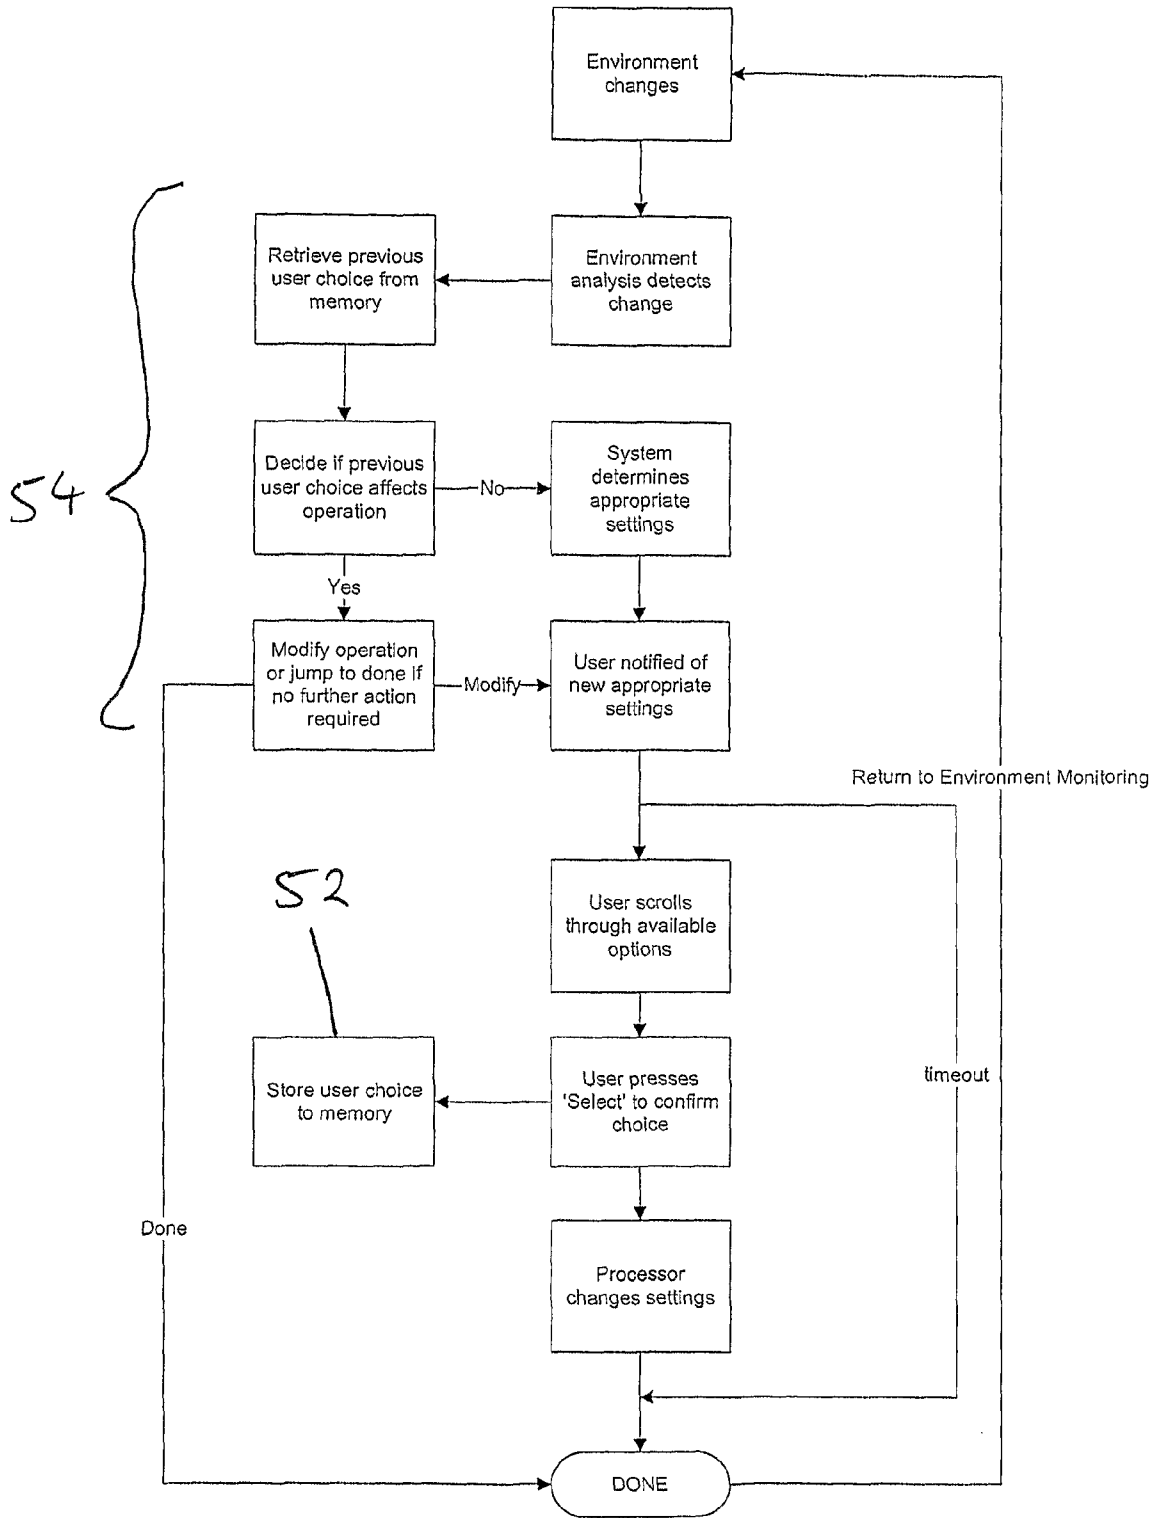 Environment
changes
Retrieve previous
user choice from
memory
Environment
analysis detects
change
54
Decide if previous
user choice affects
operation
No
System
determines
appropriate
settings
Yes
Modify operation
or jump to done if
no further action
required
Modify
User notified of
new appropriate
settings
Return to Environment Monitoring
52
User scrolls
through available
options
Store user choice
to memory
User presses
'Select' to confirm
choice
timeout
Done
Processor
changes settings
DONE